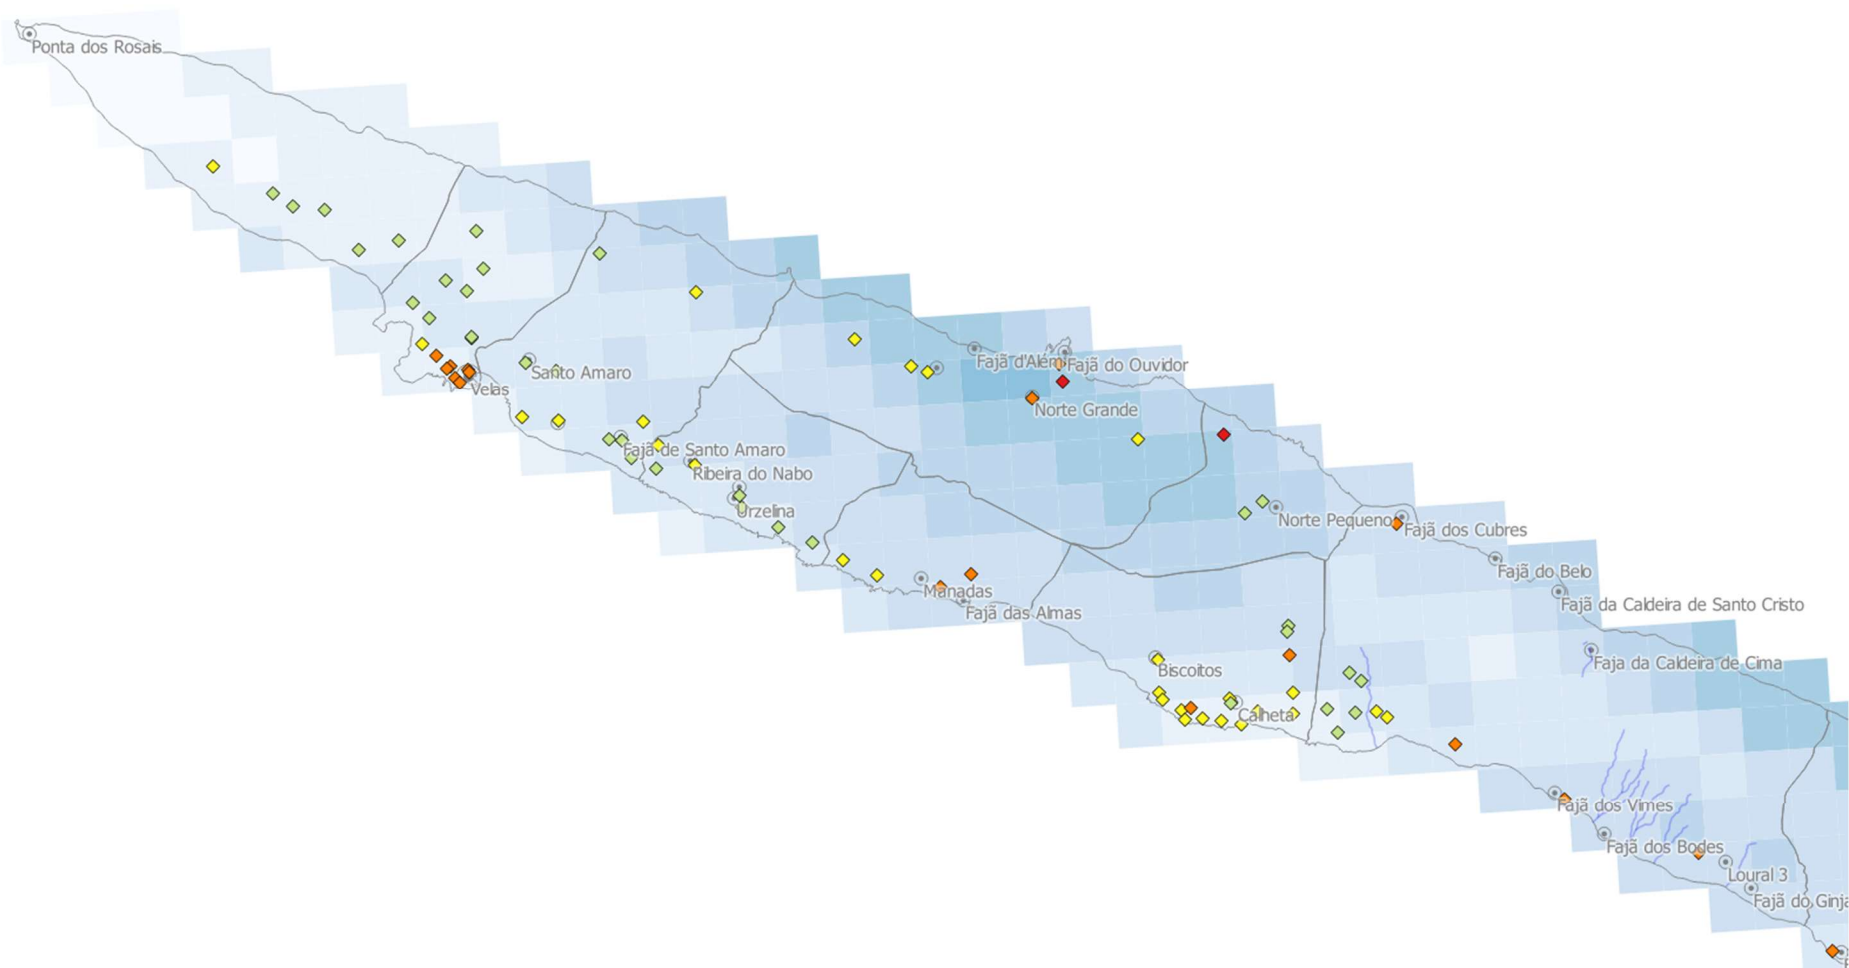 Ponta dos Rosais
Fajã d'Além
Fajã do Ouvidor
Santo Amaro
Velas
Norte Grande
Fajã de Santo Amaro
Ribeira do Nabo
Urzelina
Norte Pequeno
Fajã dos Cubres
Fajã do Belo
Manadas
Fajã das Almas
Fajã da Caldeira de Santo Cristo
Biscoitos
Faja da Caldeira de Cima
Calheta
Fajã dos Vimes
Fajã dos Bodes
Loural 3
Fajã do Ginja